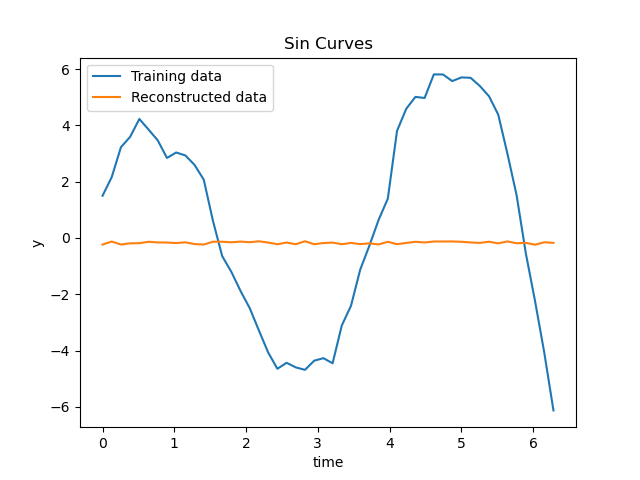 Sin Curves
Training data
Reconstructed data
y
6
4
2
0
−2
−4
−6
0 1 2 3 4 5 6
time